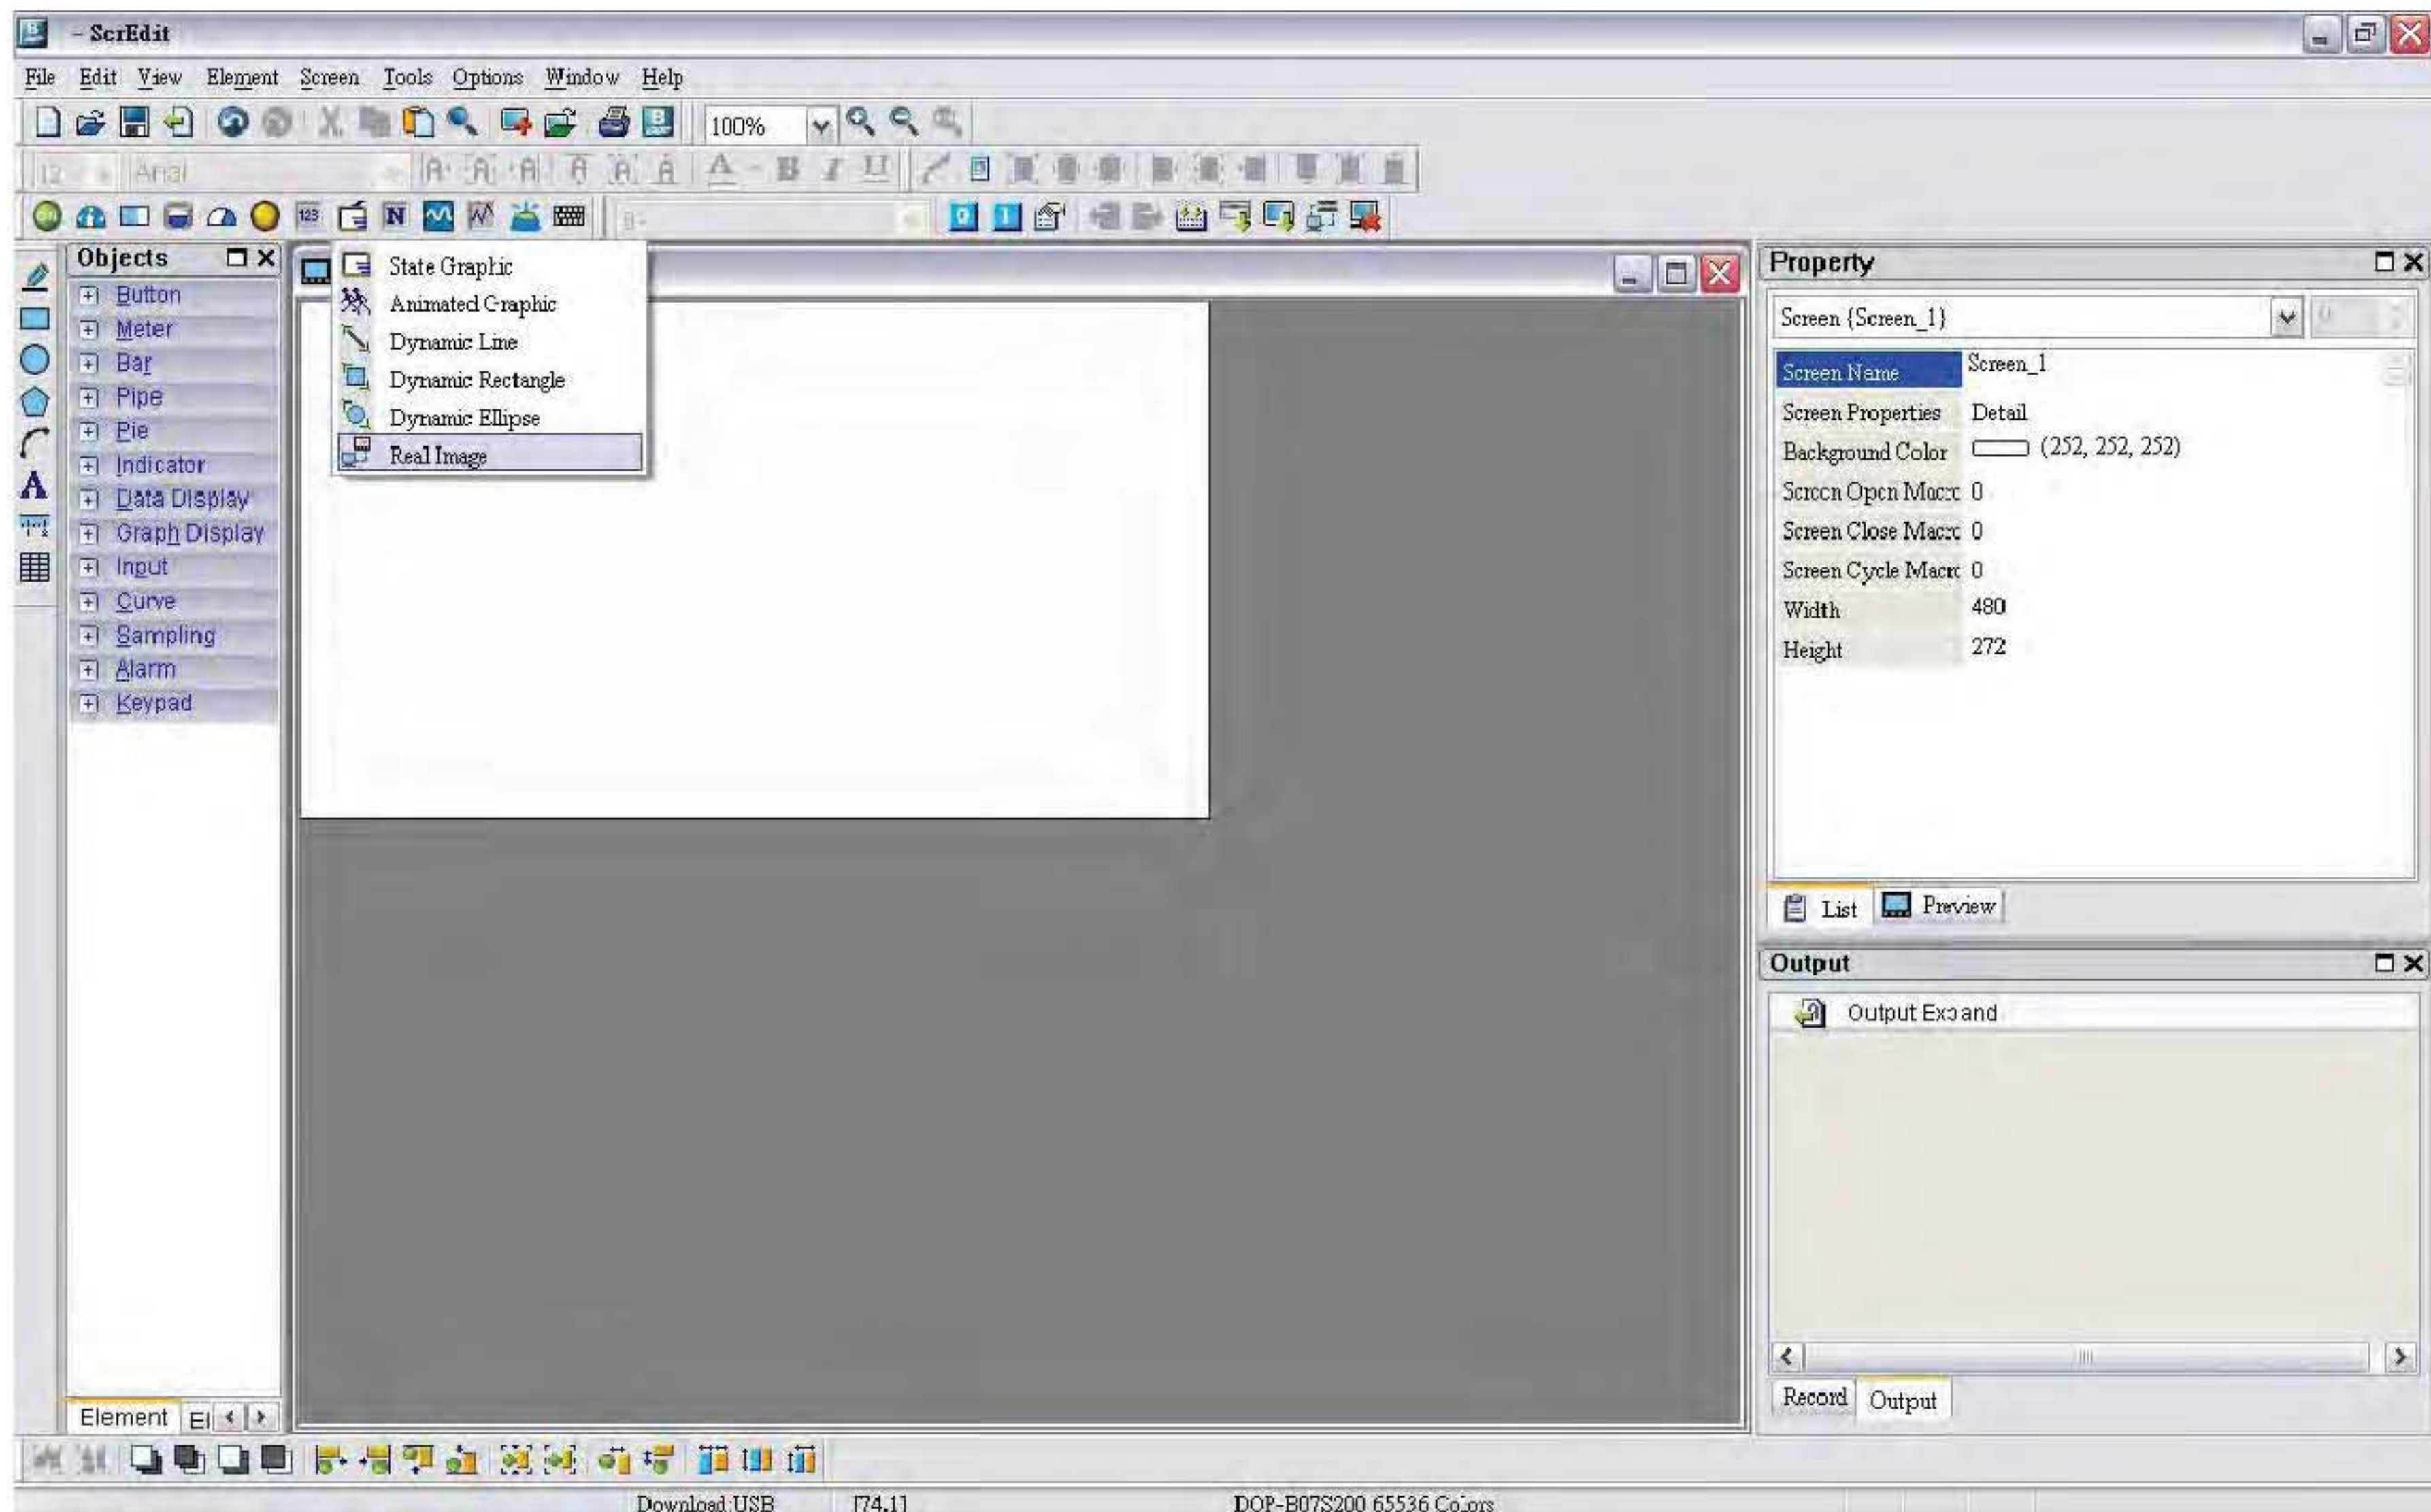 - ScrEdit
File Edit View Element Screen Tools Options Window Help
100%
12 Arial
Objects
Button
Meter
Bar
Pipe
Pie
Indicator
Data Display
Graph Display
Input
Curve
Sampling
Alarm
Keypad
Element El
State Graphic
Animated Graphic
Dynamic Line
Dynamic Rectangle
Dynamic Ellipse
Real Image
Property
Screen {Screen_1}
Screen Name Screen_1
Screen Properties Detail
Background Color (252, 252, 252)
Screen Open Macro 0
Screen Close Macro 0
Screen Cycle Macro 0
Width 480
Height 272
List Preview
Output
Output Expand
Record Output
Download:USB [74,1] DOP-B07S200 65536 Colors